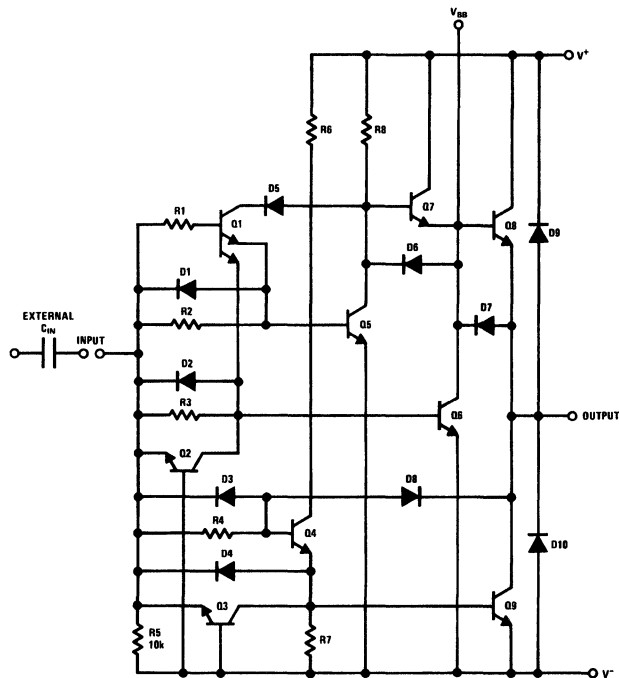 VBB
V+
R6
R8
D5
R1
Q1
Q7
Q8
D9
D6
D1
R2
Q5
D7
EXTERNAL
CIN
INPUT
D2
R3
Q6
OUTPUT
Q2
D3
D8
R4
Q4
D4
D10
Q3
Q9
R5
10k
R7
V-